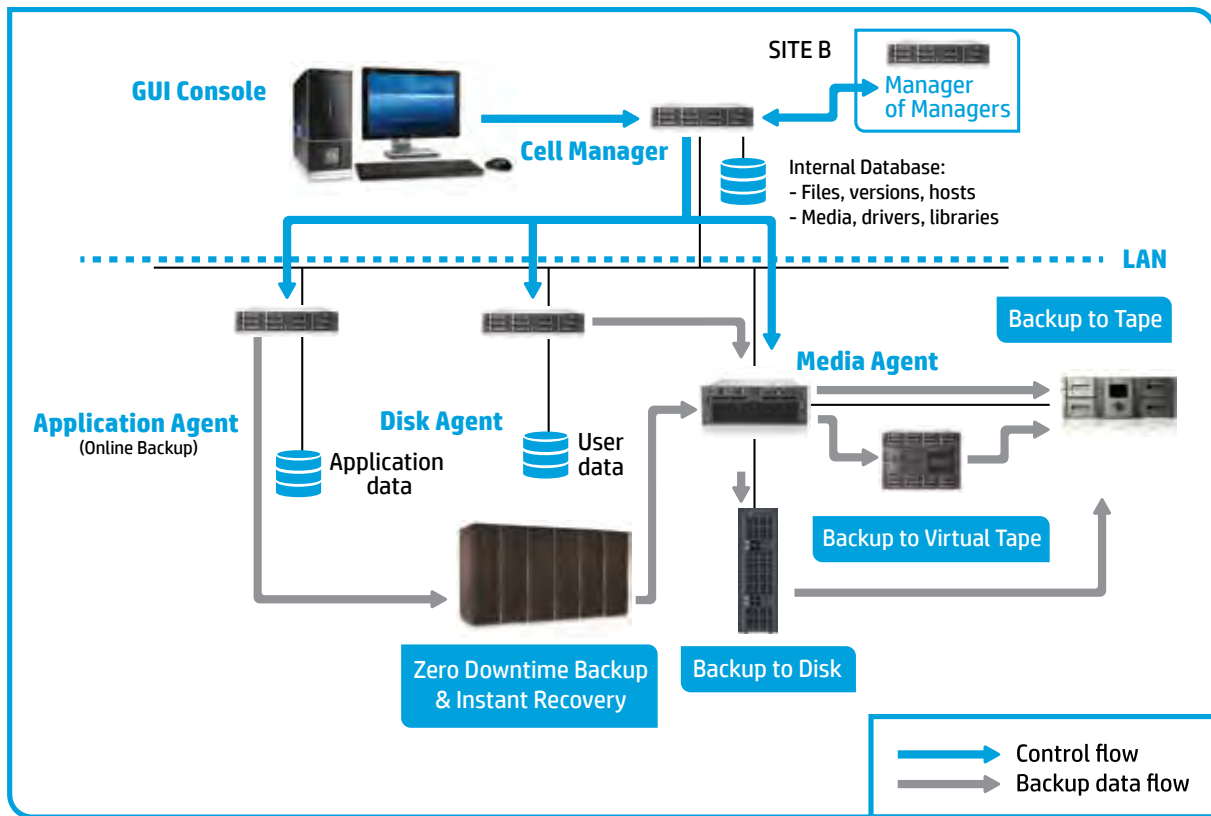 SITE B
Manager
of Managers
GUI Console
Cell Manager
Internal Database:
- Files, versions, hosts
- Media, drivers, libraries
LAN
Backup to Tape
Media Agent
Application Agent
(Online Backup)
Disk Agent
Application
data
User
data
Backup to Virtual Tape
Zero Downtime Backup
& Instant Recovery
Backup to Disk
Control flow
Backup data flow